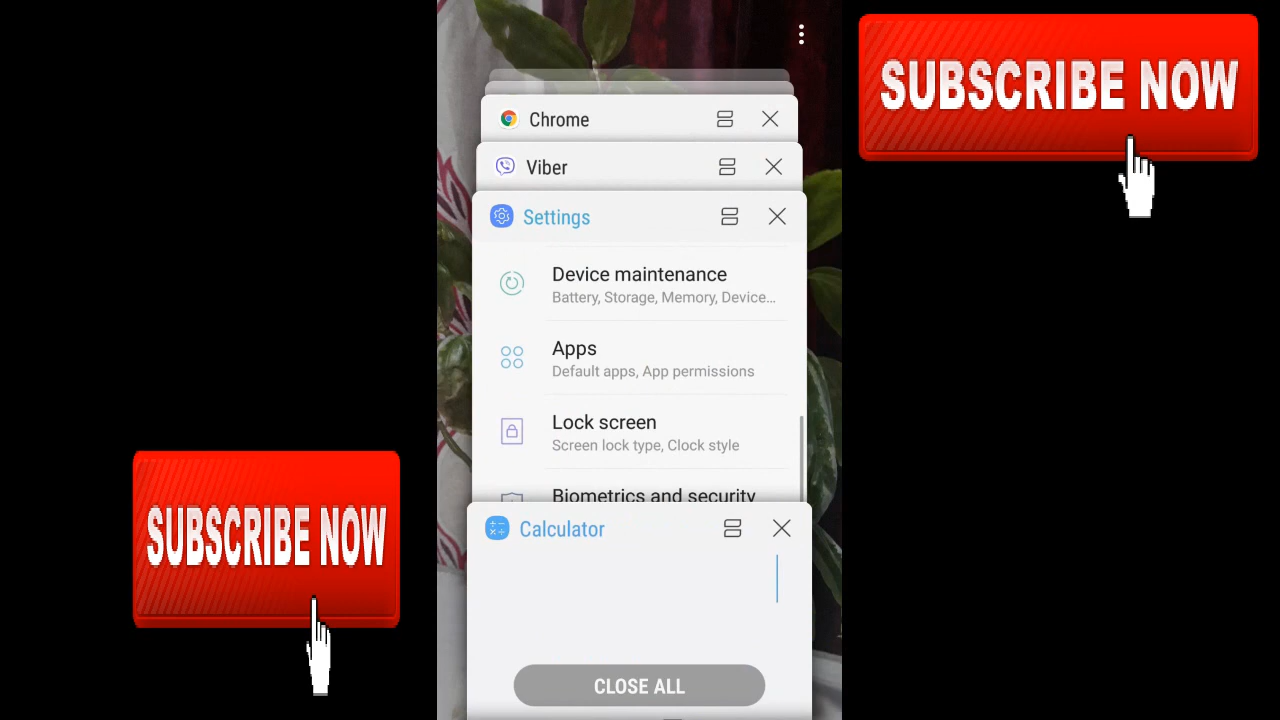 SUBSCRIBE NOW
Chrome
Viber
Settings
Device maintenance
Battery, Storage, Memory, Device...
Apps
Default apps, App permissions
Lock screen
Screen lock type, Clock style
Biometrics and security
Calculator
SUBSCRIBE NOW
CLOSE ALL